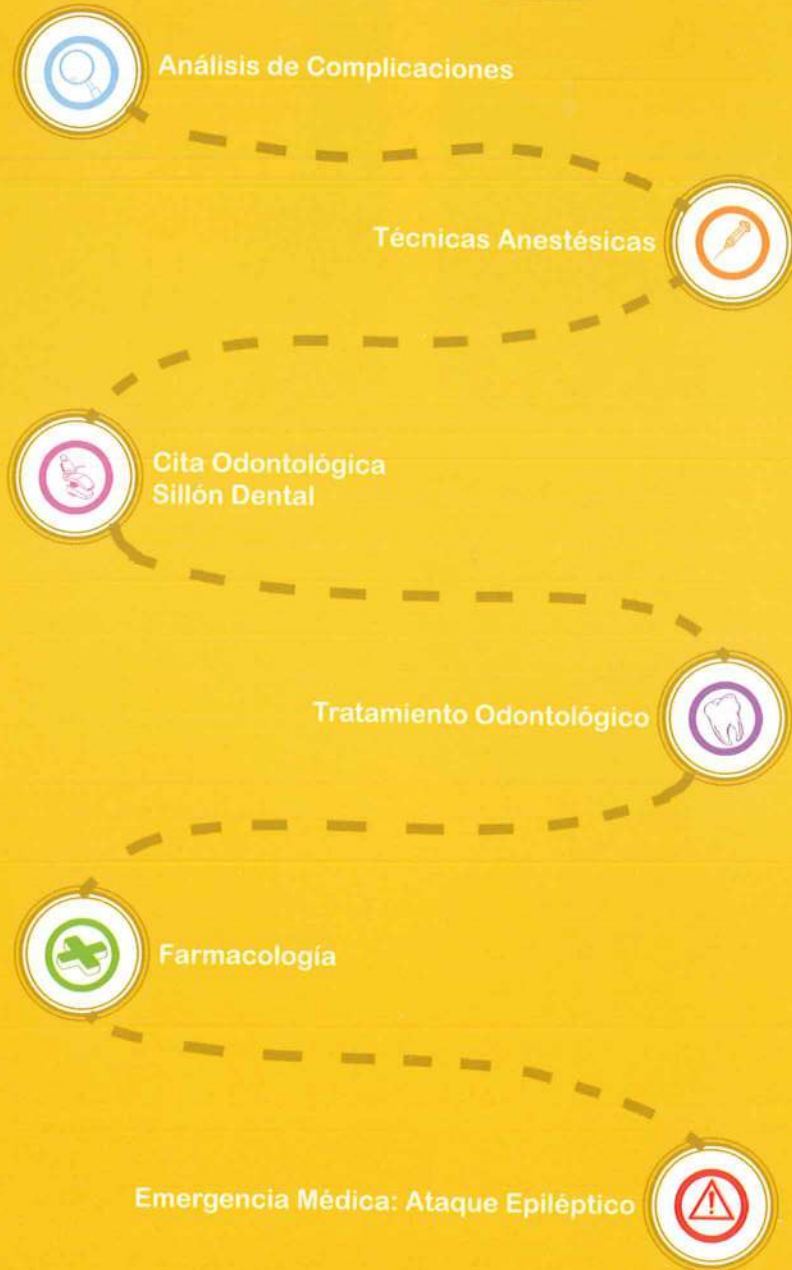 Análisis de Complicaciones
Técnicas Anestésicas
Cita Odontológica
Sillón Dental
Tratamiento Odontológico
Farmacología
Emergencia Médica: Ataque Epiléptico